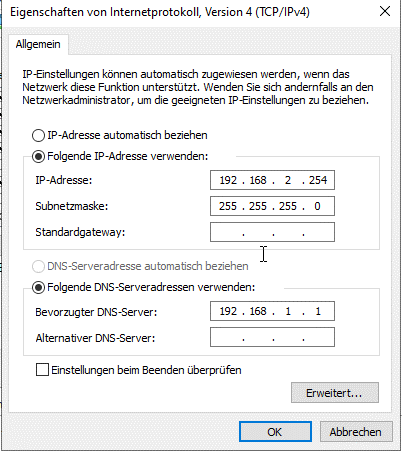 Eigenschaften von Internetprotokoll, Version 4 (TCP/IPv4)
Allgemein
IP-Einstellungen können automatisch zugewiesen werden, wenn das
Netzwerk diese Funktion unterstützt. Wenden Sie sich andernfalls an den
Netzwerkadministrator, um die geeigneten IP-Einstellungen zu beziehen.
IP-Adresse automatisch beziehen
Folgende IP-Adresse verwenden:
IP-Adresse: 192 . 168 . 2 . 254
Subnetzmaske: 255 . 255 . 255 . 0
Standardgateway: . . .
DNS-Serveradresse automatisch beziehen
Folgende DNS-Serveradressen verwenden:
Bevorzugter DNS-Server: 192 . 168 . 1 . 1
Alternativer DNS-Server: . . .
Einstellungen beim Beenden überprüfen
Erweitert...
OK Abbrechen